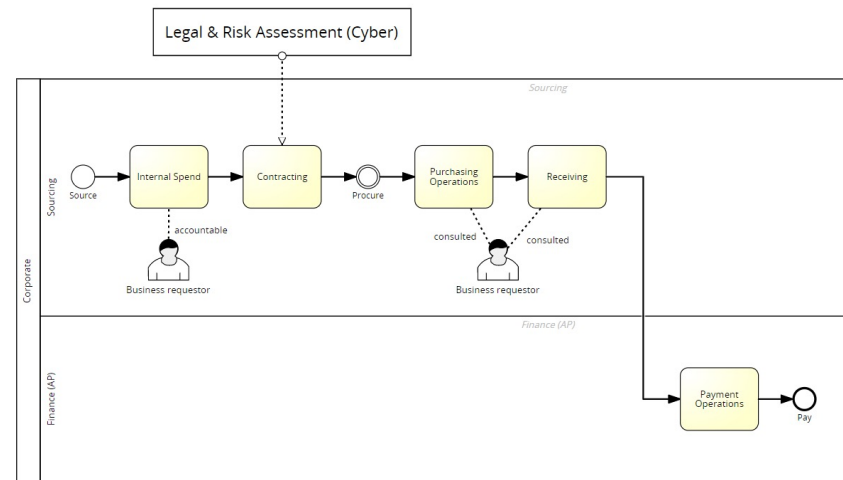 Legal & Risk Assessment (Cyber)
Sourcing
Corporate
Sourcing
Source
Internal Spend
Contracting
Procure
Purchasing
Operations
Receiving
accountable
consulted
consulted
Business requestor
Business requestor
Finance (AP)
Finance (AP)
Payment
Operations
Pay